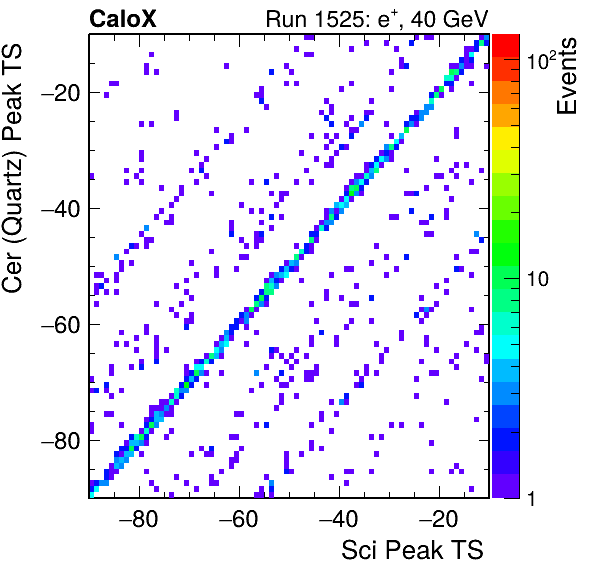 CaloX Run 1525: e⁺, 40 GeV
Cer (Quartz) Peak TS
−20
−40
−60
−80
−80 −60 −40 −20
Sci Peak TS
10²
10
1
Events